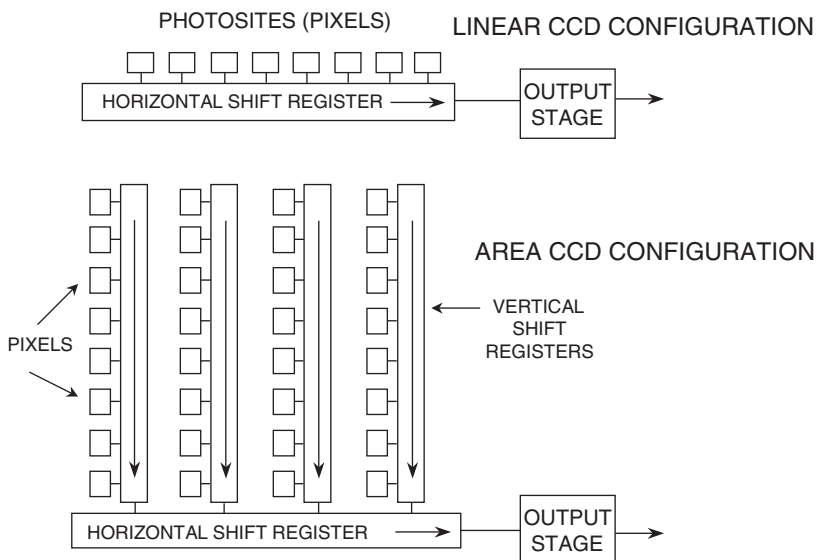 PHOTOSITES (PIXELS)
LINEAR CCD CONFIGURATION
HORIZONTAL SHIFT REGISTER
OUTPUT
STAGE
AREA CCD CONFIGURATION
PIXELS
VERTICAL
SHIFT
REGISTERS
HORIZONTAL SHIFT REGISTER
OUTPUT
STAGE